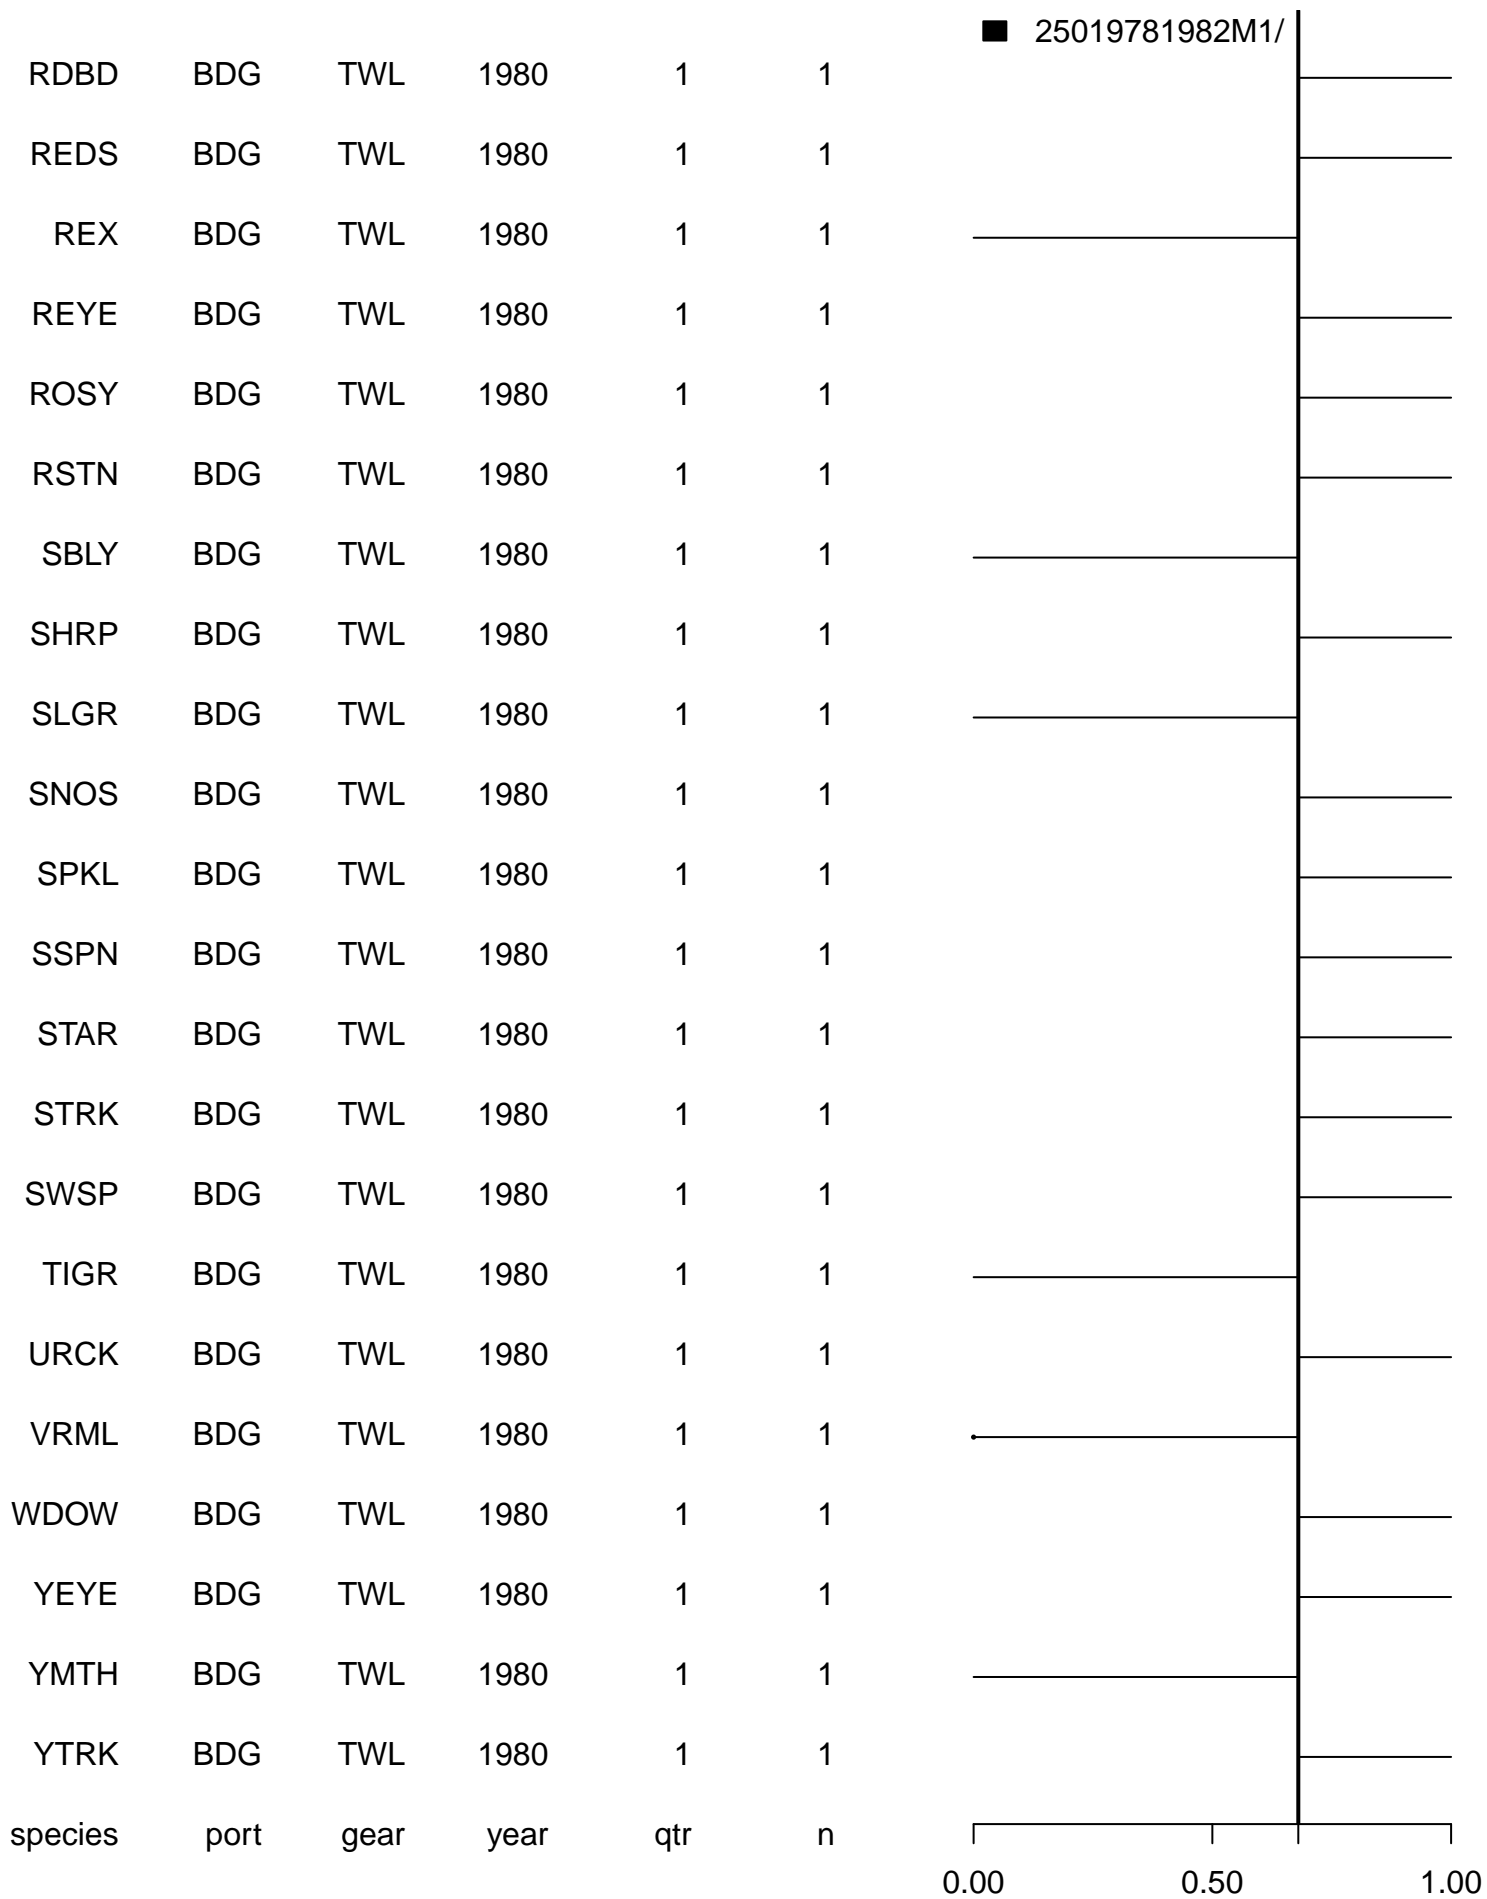 25019781982M1/
RDBD BDG TWL 1980 1 1
REDS BDG TWL 1980 1 1
REX BDG TWL 1980 1 1
REYE BDG TWL 1980 1 1
ROSY BDG TWL 1980 1 1
RSTN BDG TWL 1980 1 1
SBLY BDG TWL 1980 1 1
SHRP BDG TWL 1980 1 1
SLGR BDG TWL 1980 1 1
SNOS BDG TWL 1980 1 1
SPKL BDG TWL 1980 1 1
SSPN BDG TWL 1980 1 1
STAR BDG TWL 1980 1 1
STRK BDG TWL 1980 1 1
SWSP BDG TWL 1980 1 1
TIGR BDG TWL 1980 1 1
URCK BDG TWL 1980 1 1
VRML BDG TWL 1980 1 1
WDOW BDG TWL 1980 1 1
YEYE BDG TWL 1980 1 1
YMTH BDG TWL 1980 1 1
YTRK BDG TWL 1980 1 1
species port gear year qtr n
0.00 0.50 1.00